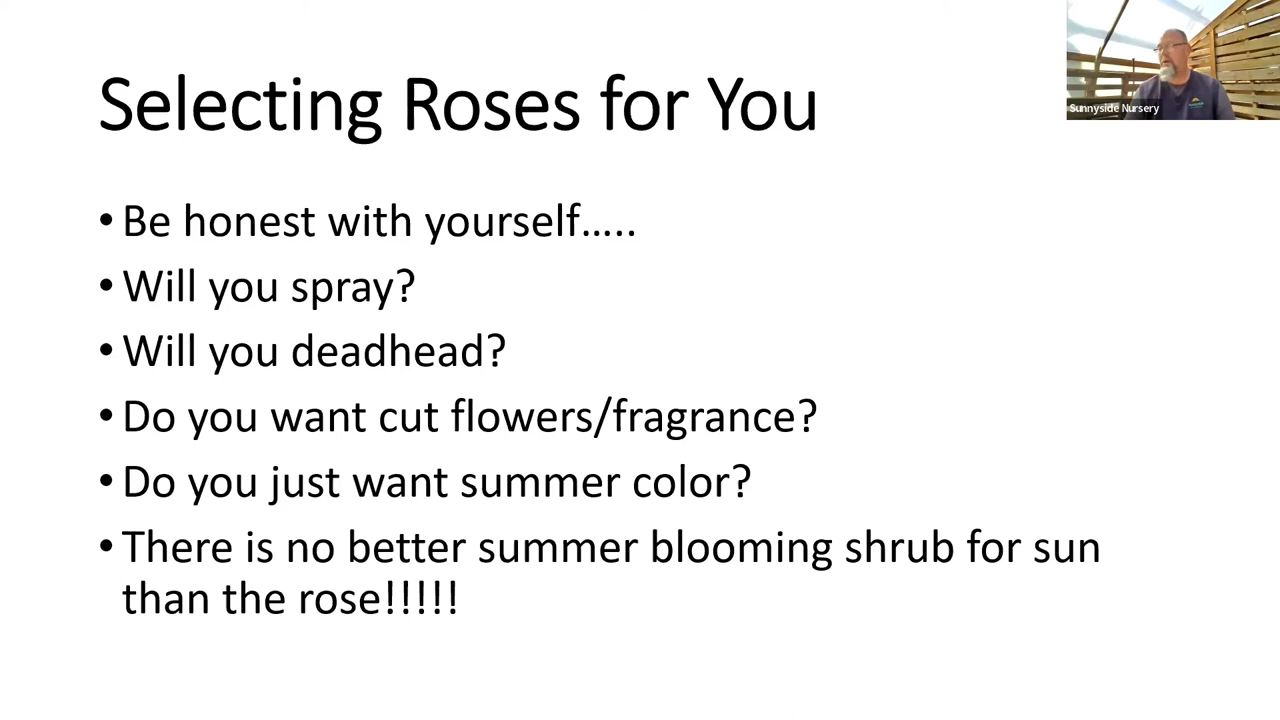 Selecting Roses for You
Sunnyside Nursery
• Be honest with yourself…..
• Will you spray?
• Will you deadhead?
• Do you want cut flowers/fragrance?
• Do you just want summer color?
• There is no better summer blooming shrub for sun
than the rose!!!!!